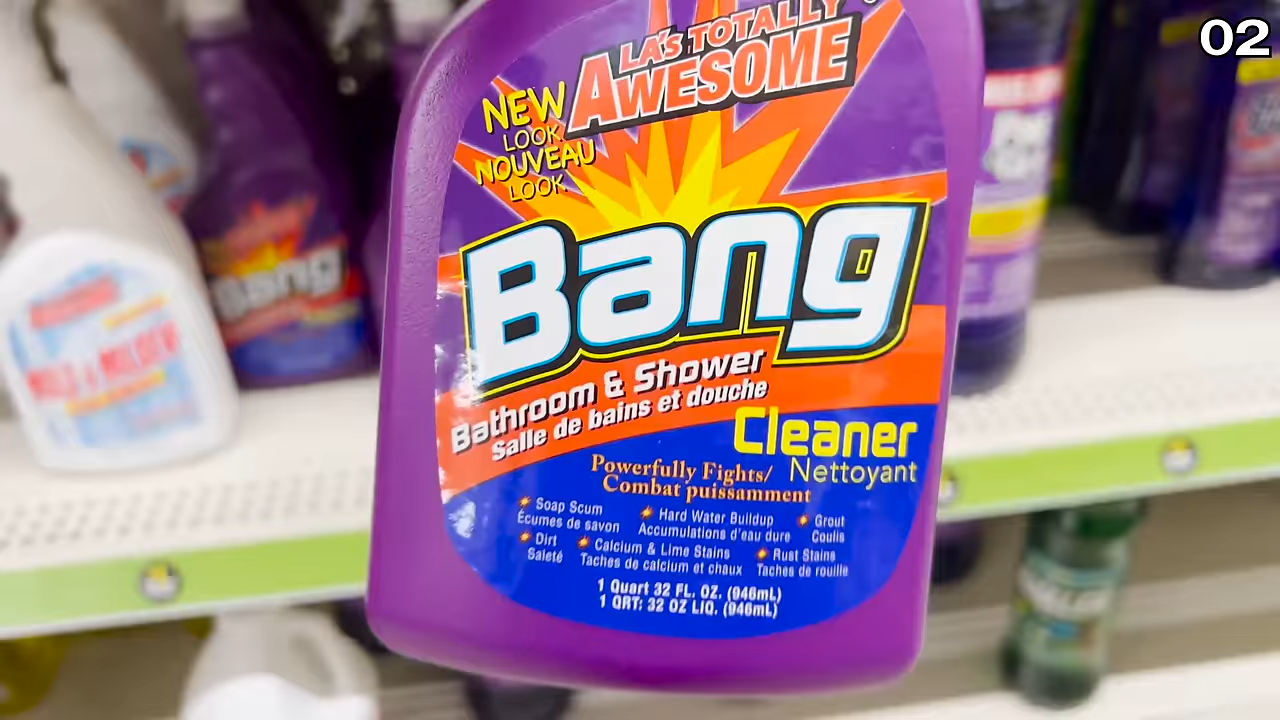 02
LA's TOTALLY
AWESOME
NEW
LOOK
NOUVEAU
LOOK
Bang
Bathroom & Shower
Salle de bains et douche
Cleaner
Nettoyant
Powerfully Fights/
Combat puissamment
Soap Scum Hard Water Buildup Grout
Écumes de savon Accumulations d'eau dure Coulis
Dirt Calcium & Lime Stains Rust Stains
Saleté Taches de calcium et chaux Taches de rouille
1 Quart 32 FL. OZ. (946mL)
1 QRT: 32 OZ LIQ. (946mL)
Bang
MOLD & MILDEW